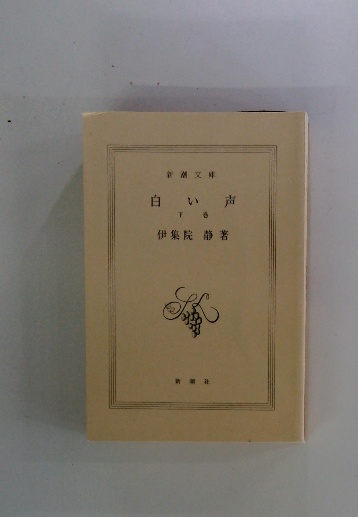 新潮文庫
白い声
下巻
伊集院 静著
新潮社